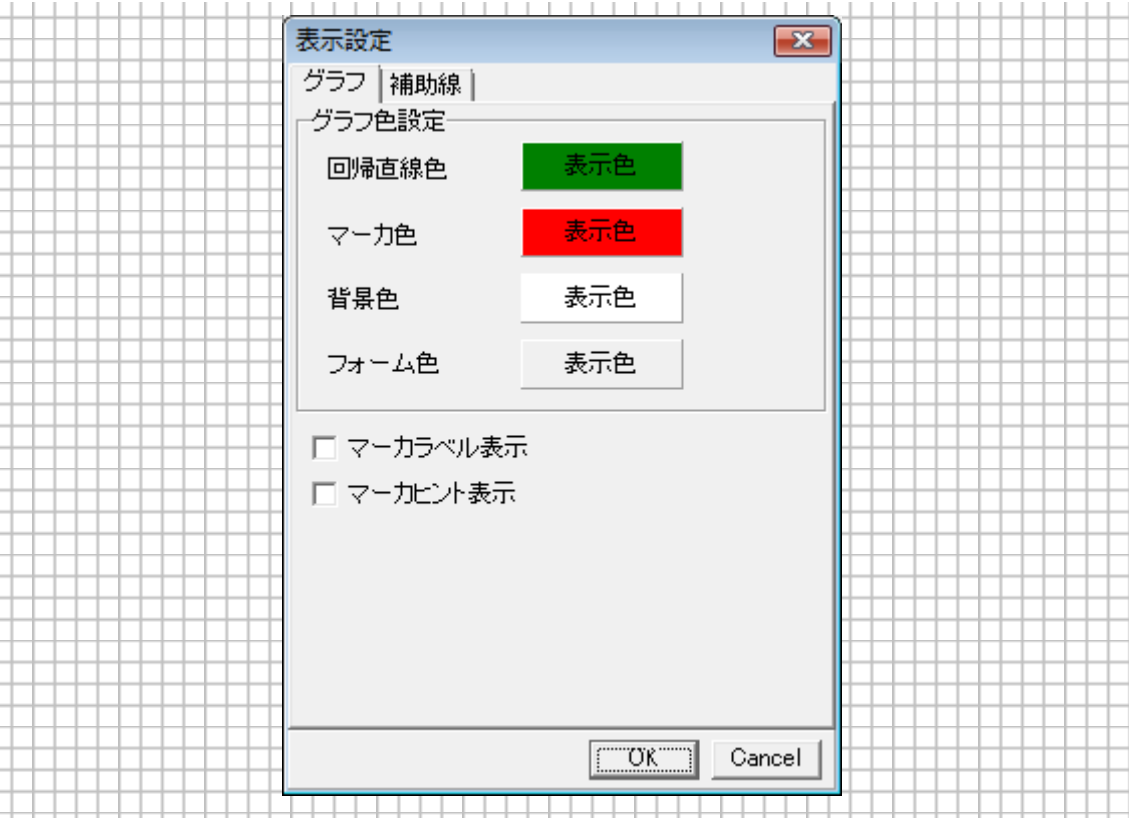 表示設定
グラフ 補助線
グラフ色設定
回帰直線色 表示色
マーカ色 表示色
背景色 表示色
フォーム色 表示色
マーカラベル表示
マーカヒント表示
OK Cancel